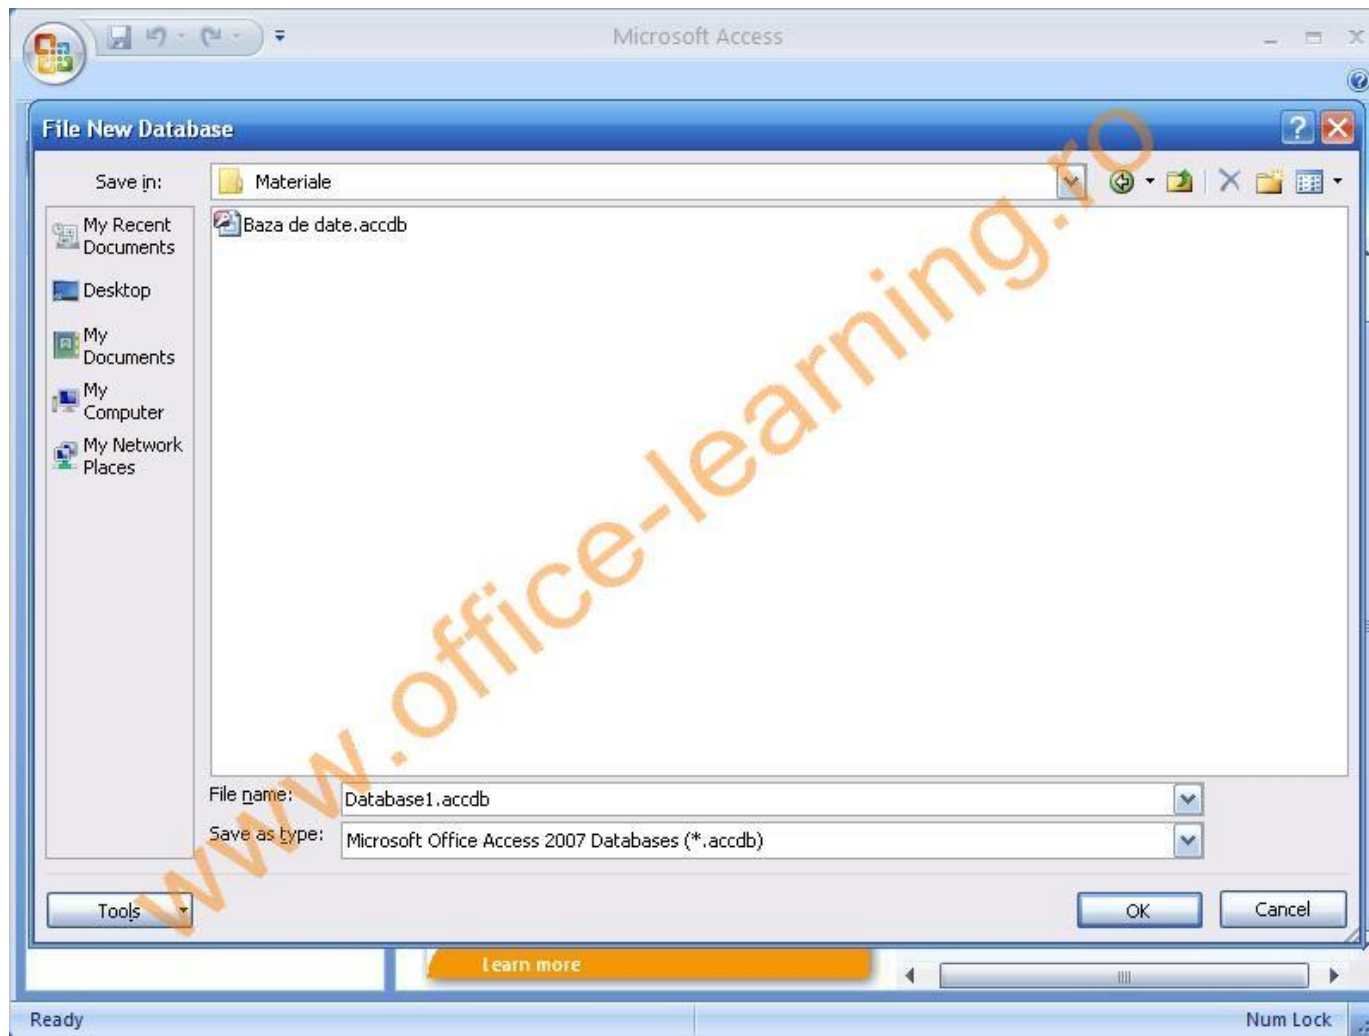 Microsoft Access
File New Database
Save in:
Materiale
My Recent
Documents
Desktop
My
Documents
My
Computer
My Network
Places
Baza de date.accdb
www.office-learning.ro
File name:
Database1.accdb
Save as type:
Microsoft Office Access 2007 Databases (*.accdb)
Tools
OK
Cancel
Learn more
Ready
Num Lock